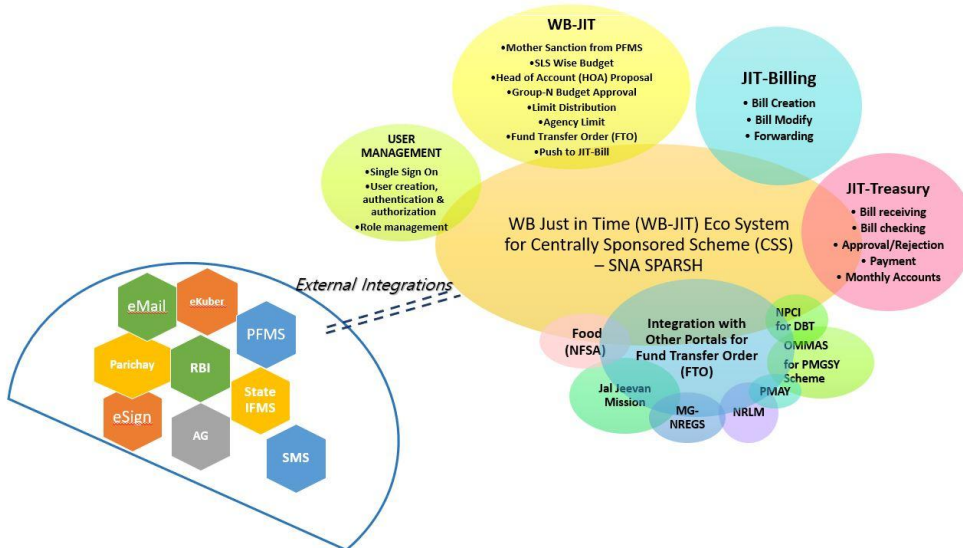 WB-JIT
•Mother Sanction from PFMS
•SLS Wise Budget
•Head of Account (HOA) Proposal
•Group-N Budget Approval
•Limit Distribution
•Agency Limit
•Fund Transfer Order (FTO)
•Push to JIT-Bill
JIT-Billing
• Bill Creation
• Bill Modify
• Forwarding
USER
MANAGEMENT
•Single Sign On
•User creation,
authentication &
authorization
•Role management
JIT-Treasury
• Bill receiving
• Bill checking
• Approval/Rejection
• Payment
• Monthly Accounts
WB Just in Time (WB-JIT) Eco System
for Centrally Sponsored Scheme (CSS)
– SNA SPARSH
External Integrations
eMail
eKuber
PFMS
Parichay
RBI
State
IFMS
eSign
AG
SMS
Integration with
Other Portals for
Fund Transfer Order
(FTO)
Food
(NFSA)
Jal Jeevan
Mission
MG-
NREGS
NRLM
PMAY
OMMAS
for PMGSY
Scheme
NPCI
for DBT